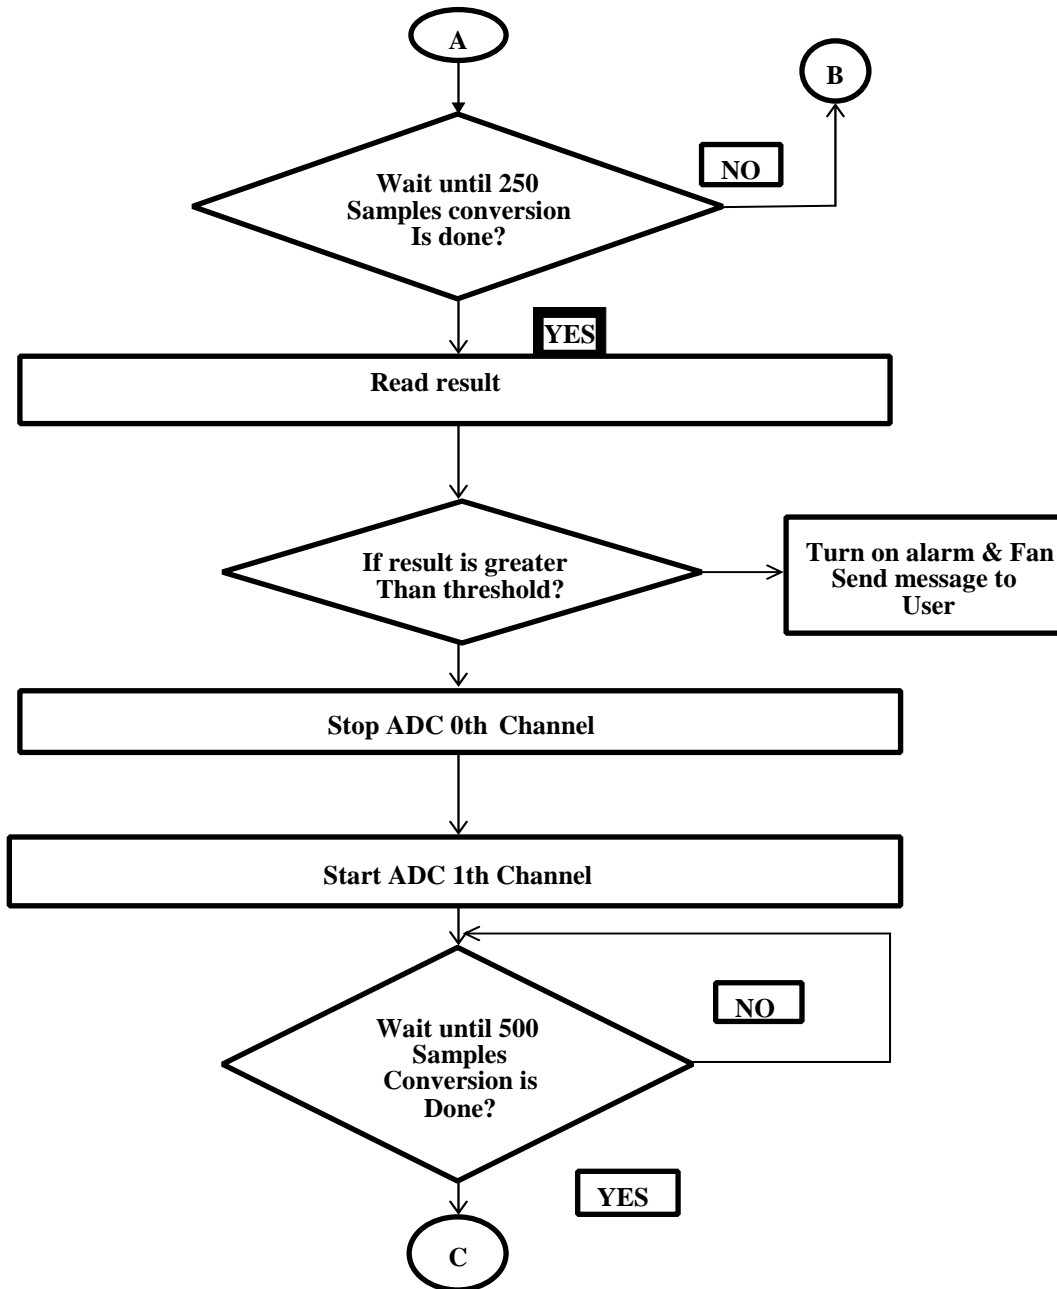 A
B
NO
Wait until 250
Samples conversion
Is done?
YES
Read result
If result is greater
Than threshold?
Turn on alarm & Fan
Send message to
User
Stop ADC 0th Channel
Start ADC 1th Channel
NO
Wait until 500
Samples
Conversion is
Done?
YES
C